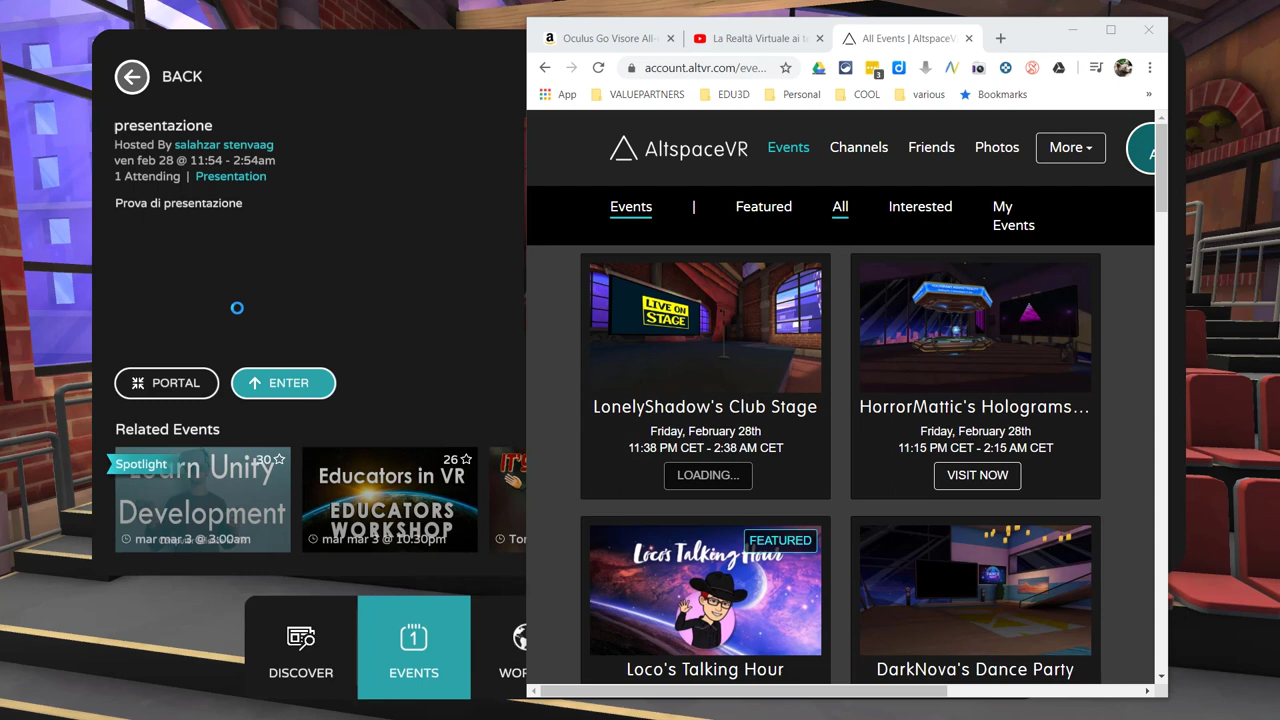 BACK
presentazione
Hosted By salahzar stenvaag
ven feb 28 @ 11:54 - 2:54am
1 Attending | Presentation
Prova di presentazione
PORTAL
ENTER
Related Events
Spotlight
30
Learn Unity
Development
mar mar 3 @ 3:00am
26
Educators in VR
EDUCATORS
WORKSHOP
mar mar 3 @ 10:30pm
IT'S
DISCOVER
1
EVENTS
Oculus Go Visore All-
La Realtà Virtuale ai
All Events | AltspaceV
account.altvr.com/eve...
3
App
VALUEPARTNERS
EDU3D
Personal
COOL
various
Bookmarks
»
AltspaceVR
Events
Channels
Friends
Photos
More
Events | Featured All Interested My
Events
LIVE ON
STAGE
LonelyShadow's Club Stage
Friday, February 28th
11:38 PM CET - 2:38 AM CET
LOADING...
HorrorMattic's Holograms...
Friday, February 28th
11:15 PM CET - 2:15 AM CET
VISIT NOW
FEATURED
Loco's Talking Hour
Loco's Talking Hour
DarkNova's Dance Party